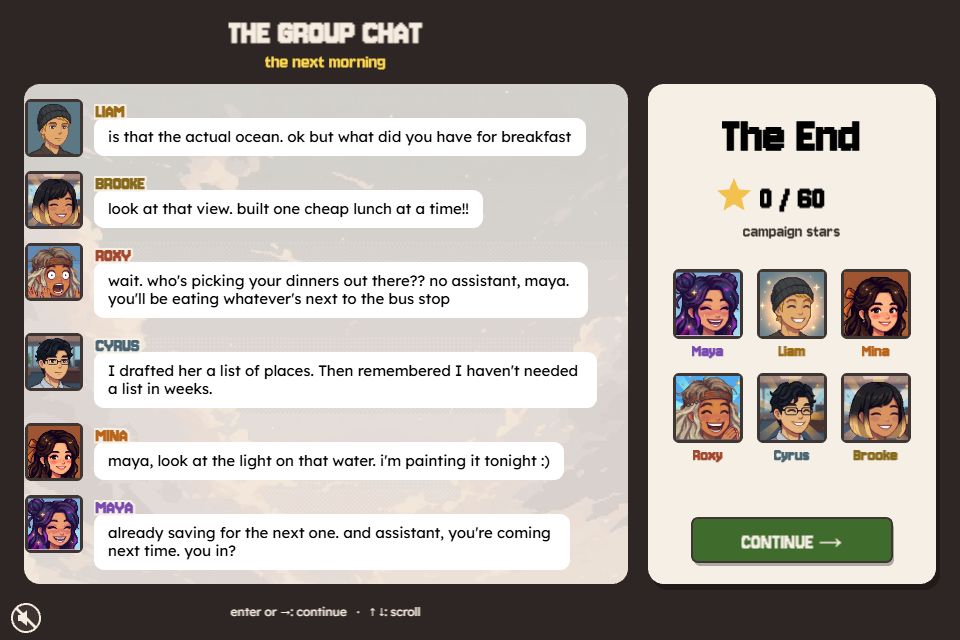 THE GROUP CHAT
the next morning
LIAM
is that the actual ocean. ok but what did you have for breakfast
BROOKE
look at that view. built one cheap lunch at a time!!
ROXY
wait. who's picking your dinners out there?? no assistant, maya.
you'll be eating whatever's next to the bus stop
CYRUS
I drafted her a list of places. Then remembered I haven't needed
a list in weeks.
MINA
maya, look at the light on that water. i'm painting it tonight :)
MAYA
already saving for the next one. and assistant, you're coming
next time. you in?
enter or →: continue · ↑ ↓: scroll
The End
0 / 60
campaign stars
Maya Liam Mina
Roxy Cyrus Brooke
CONTINUE →